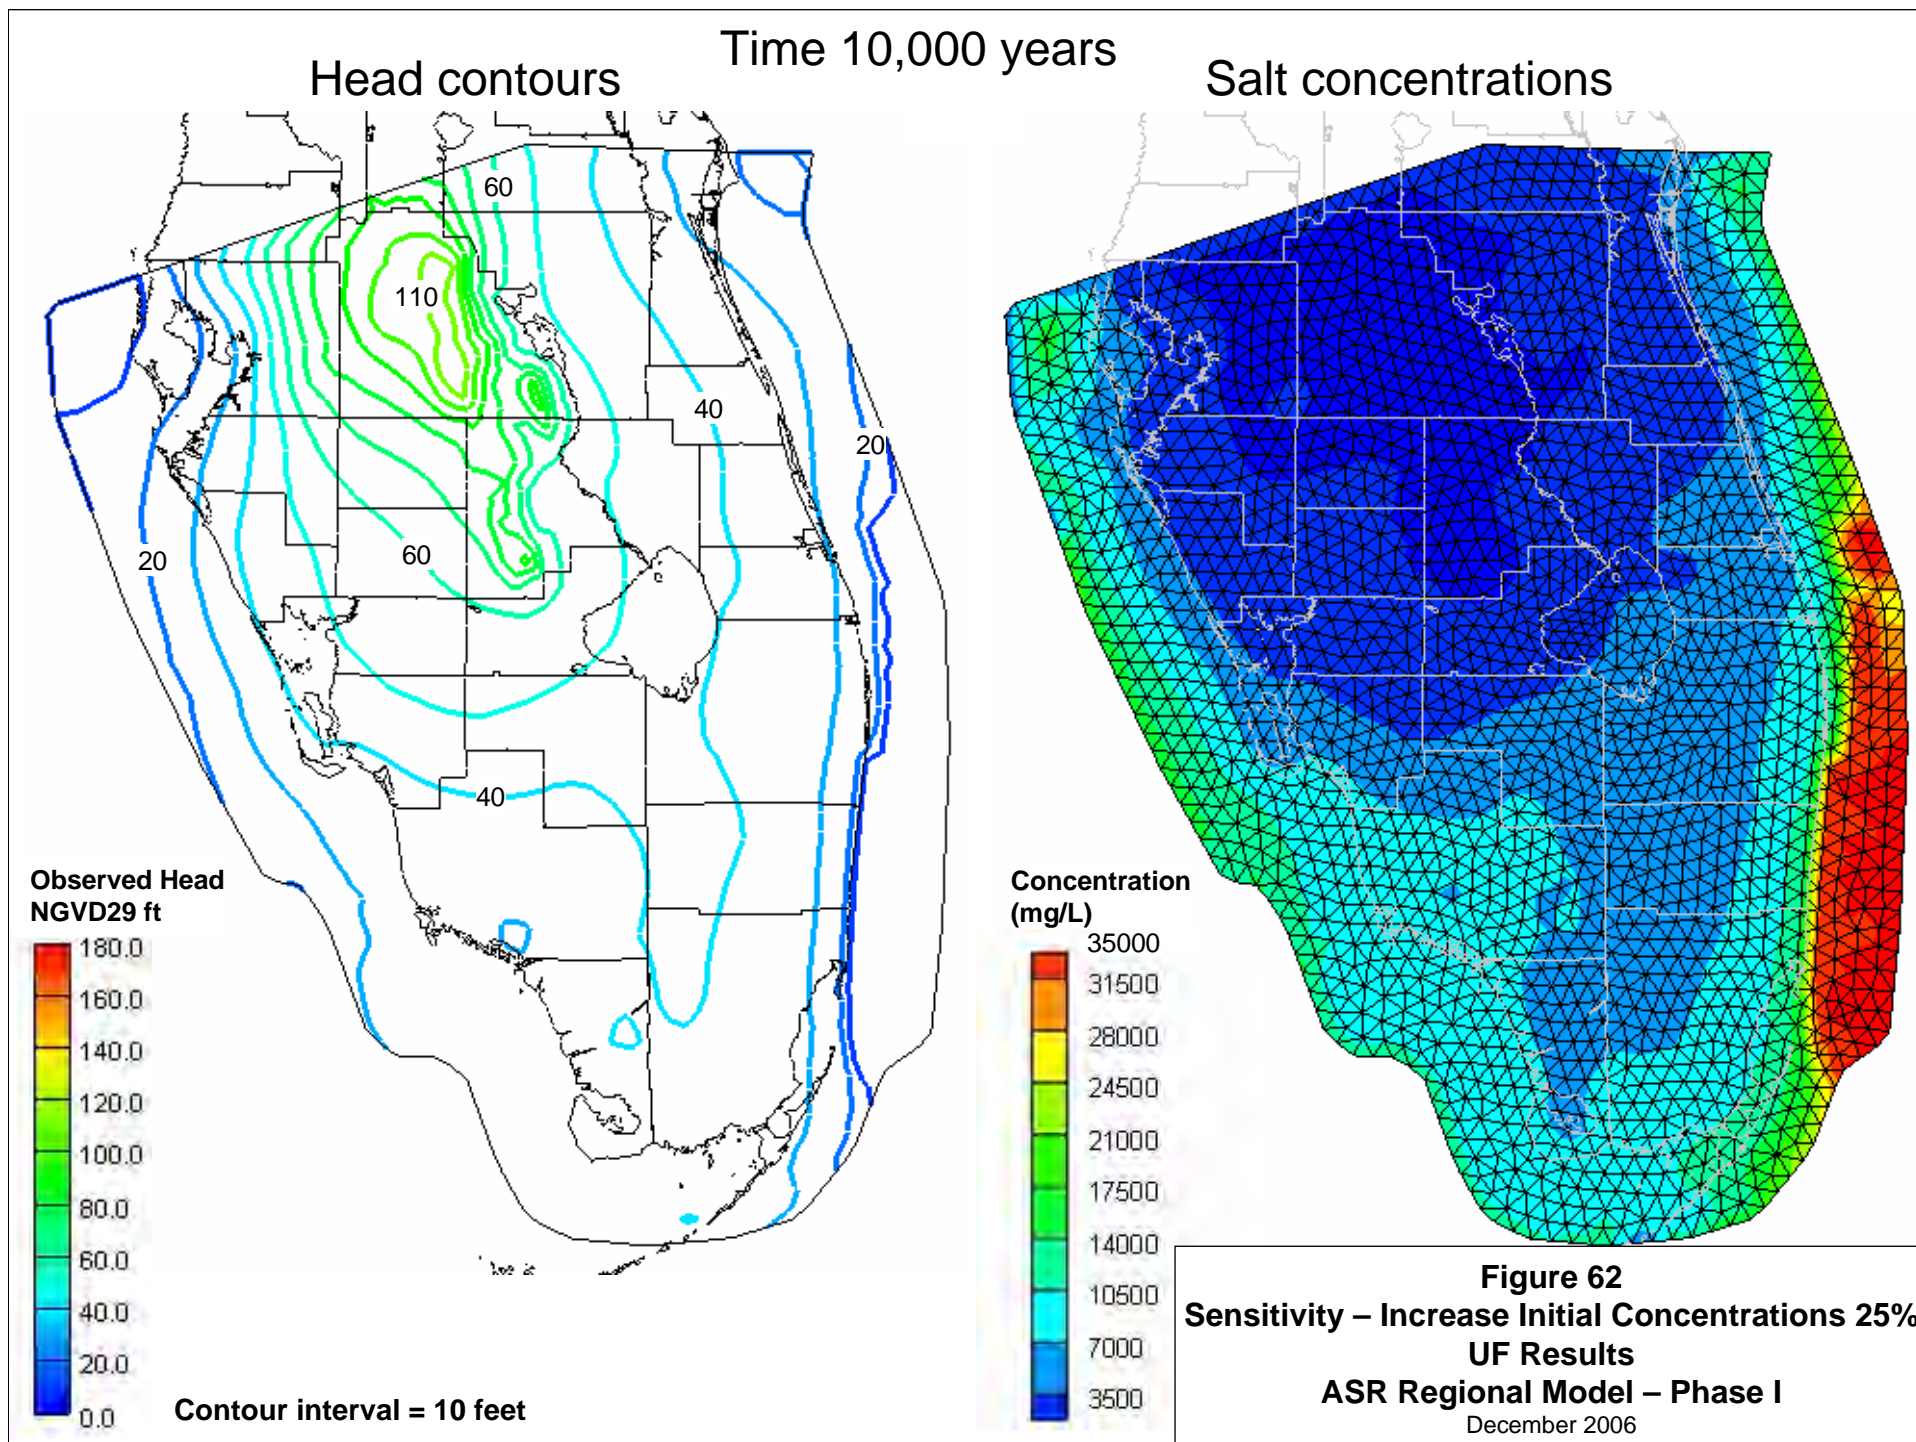 Time 10,000 years
Head contours
Salt concentrations
60
110
40
20
20
60
40
Observed Head
NGVD29 ft
180.0
160.0
140.0
120.0
100.0
80.0
60.0
40.0
20.0
0.0
Contour interval = 10 feet
Concentration
(mg/L)
35000
31500
28000
24500
21000
17500
14000
10500
7000
3500
Figure 62
Sensitivity – Increase Initial Concentrations 25%
UF Results
ASR Regional Model – Phase I
December 2006